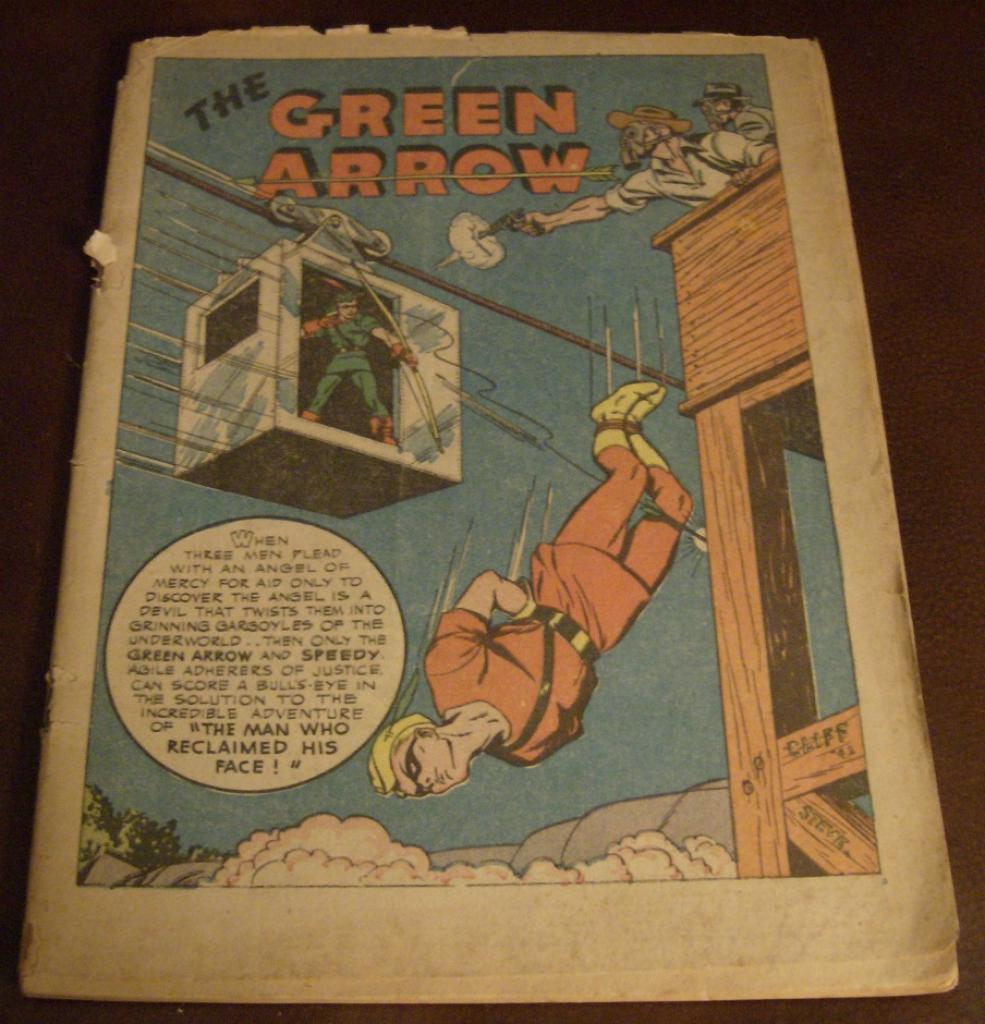 THE
GREEN
ARROW
WHEN
THREE MEN PLEAD
WITH AN ANGEL OF
MERCY FOR AID ONLY TO
DISCOVER THE ANGEL IS A
DEVIL THAT TWISTS THEM INTO
GRINNING GARGOYLES OF THE
UNDERWORLD.. THEN ONLY THE
GREEN ARROW AND SPEEDY,
AGILE ADHERERS OF JUSTICE,
CAN SCORE A BULLS-EYE IN
THE SOLUTION TO THE
INCREDIBLE ADVENTURE
OF "THE MAN WHO
RECLAIMED HIS
FACE!"
CLIFF
'42
STEVE